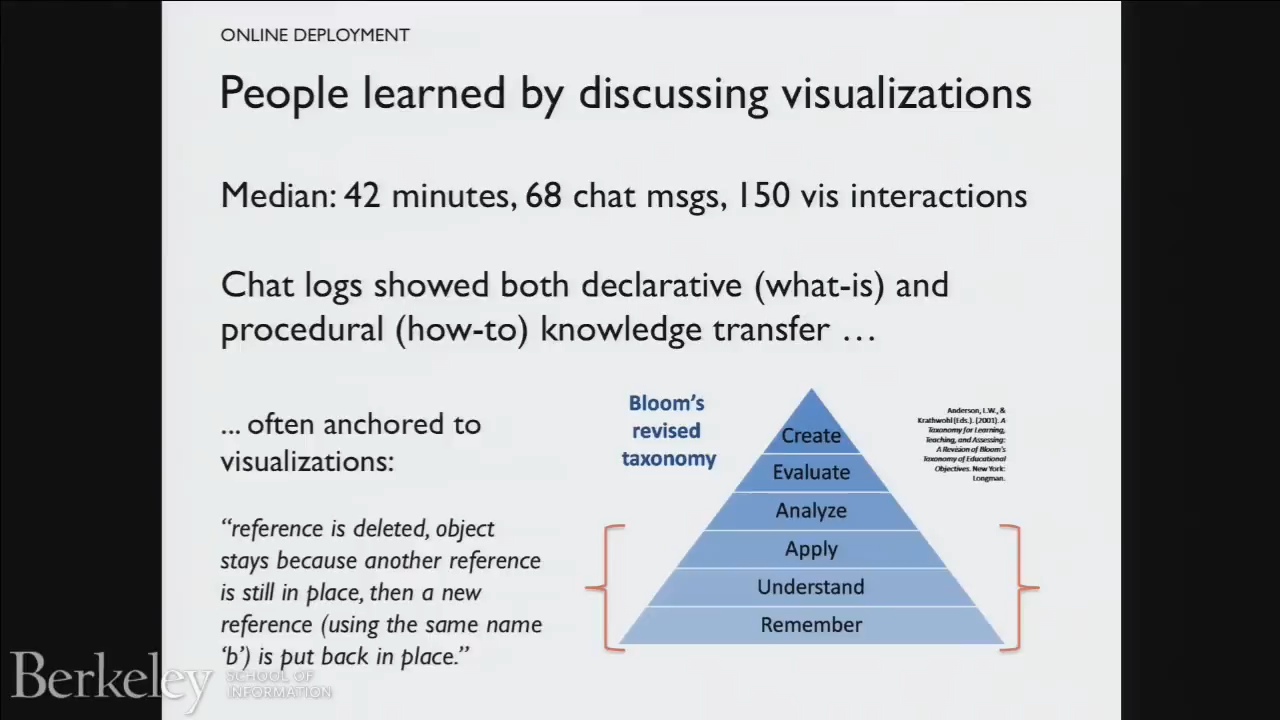 ONLINE DEPLOYMENT
People learned by discussing visualizations
Median: 42 minutes, 68 chat msgs, 150 vis interactions
Chat logs showed both declarative (what-is) and
procedural (how-to) knowledge transfer …
... often anchored to
visualizations:
“reference is deleted, object
stays because another reference
is still in place, then a new
reference (using the same name
‘b’) is put back in place.”
Bloom’s
revised
taxonomy
Create
Evaluate
Analyze
Apply
Understand
Remember
Anderson, L.W., &
Krathwohl (Eds.). (2001). A
Taxonomy for Learning,
Teaching, and Assessing:
A Revision of Bloom's
Taxonomy of Educational
Objectives. New York:
Longman.
Berkeley
SCHOOL OF
INFORMATION